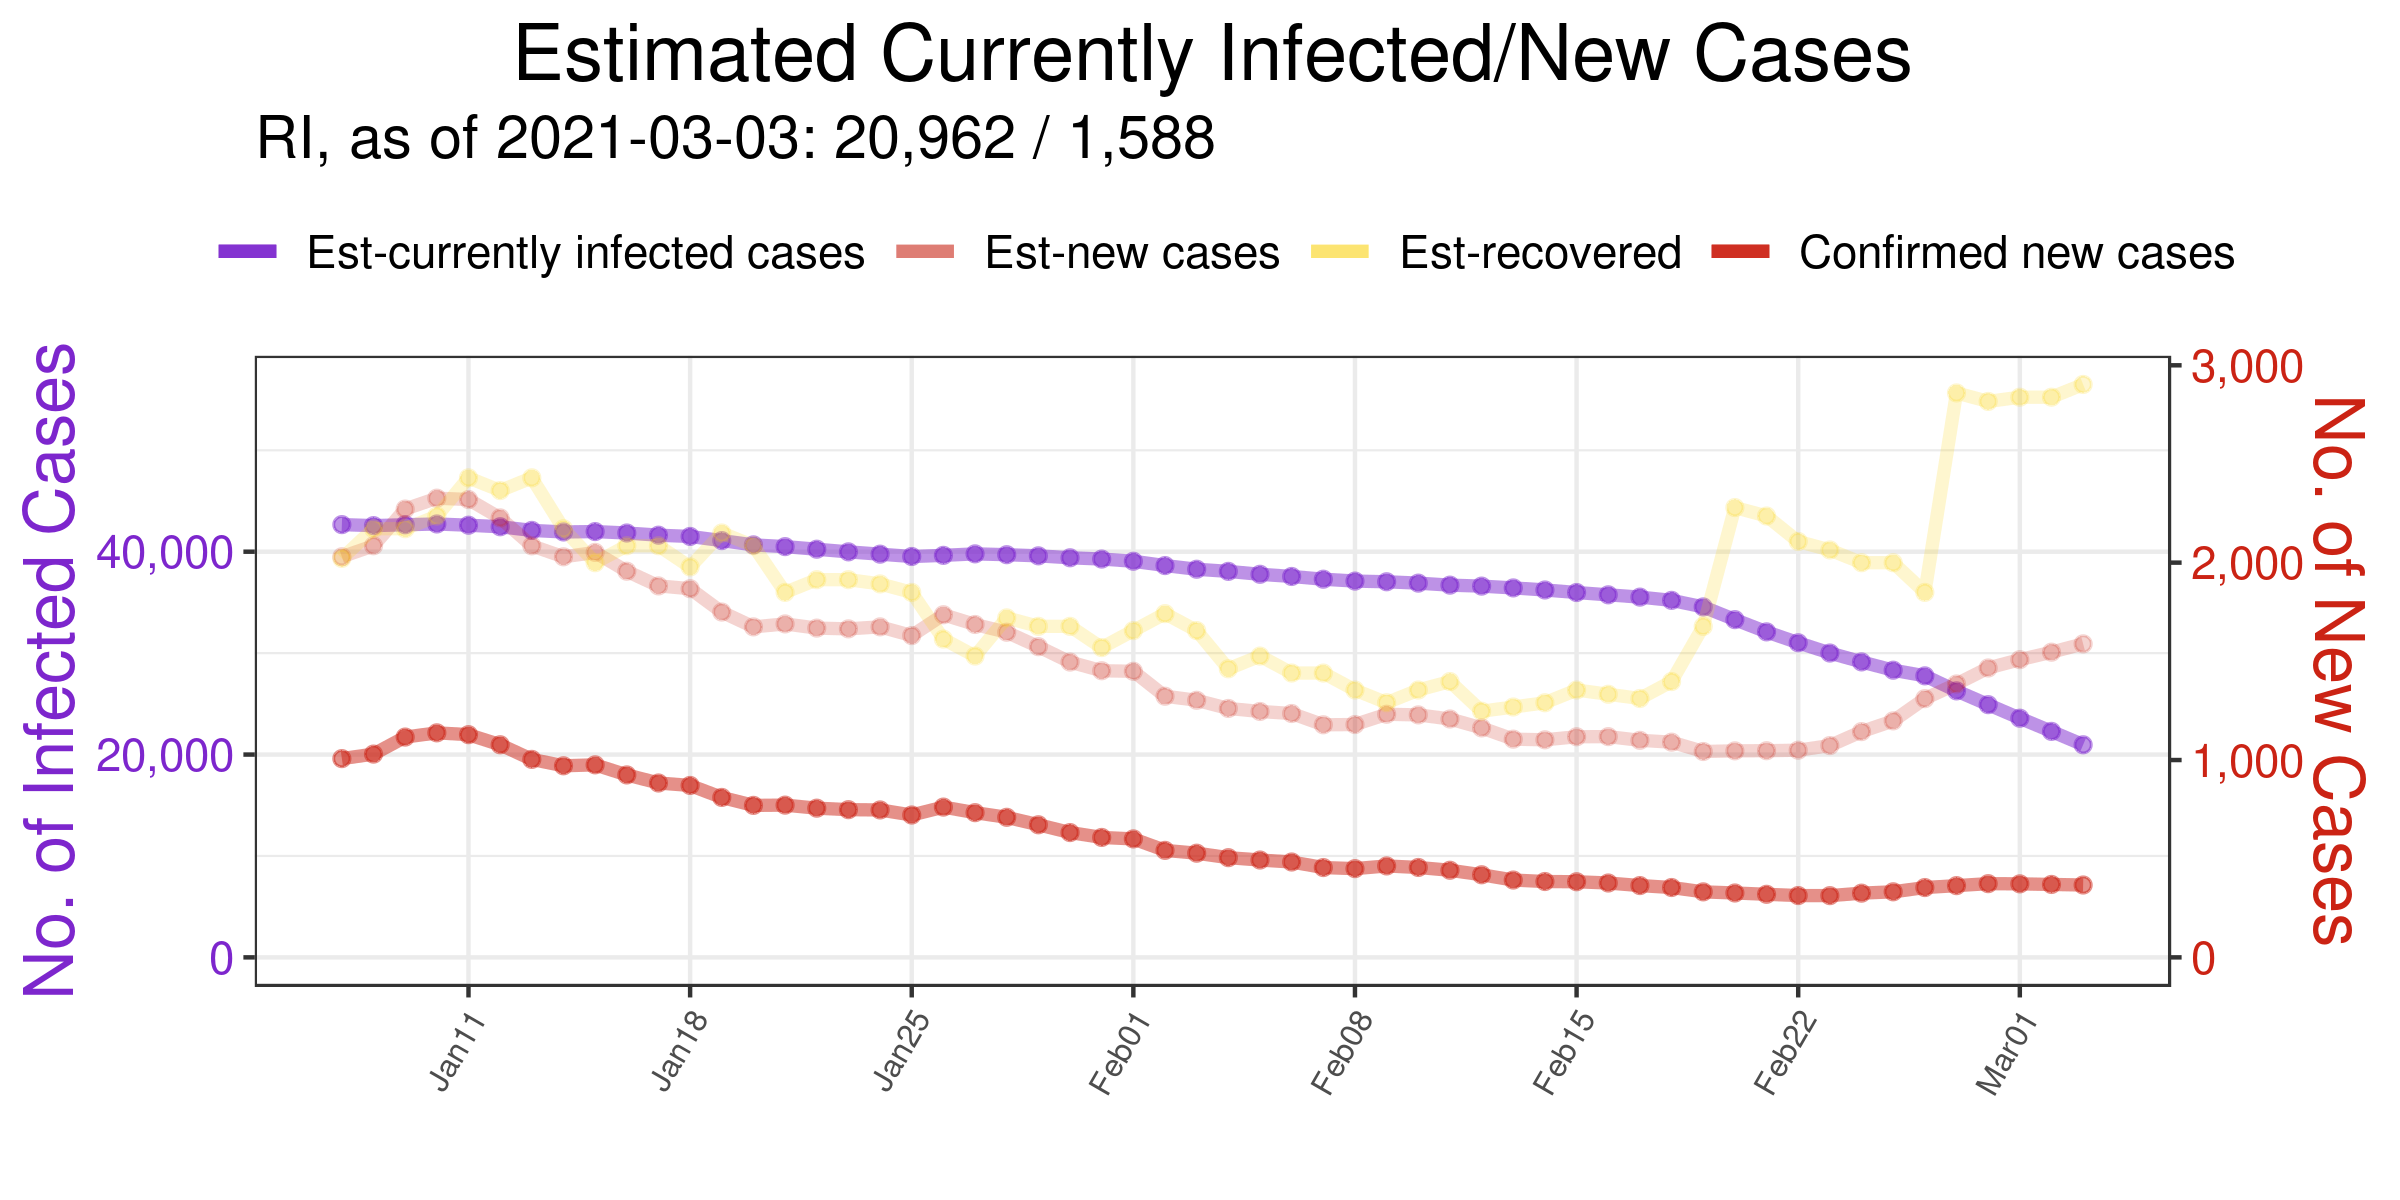 Estimated Currently Infected/New Cases
RI, as of 2021-03-03: 20,962 / 1,588
Est-currently infected cases Est-new cases Est-recovered Confirmed new cases
No. of Infected Cases
40,000
20,000
0
3,000
2,000
1,000
0
No. of New Cases
Jan11 Jan18 Jan25 Feb01 Feb08 Feb15 Feb22 Mar01